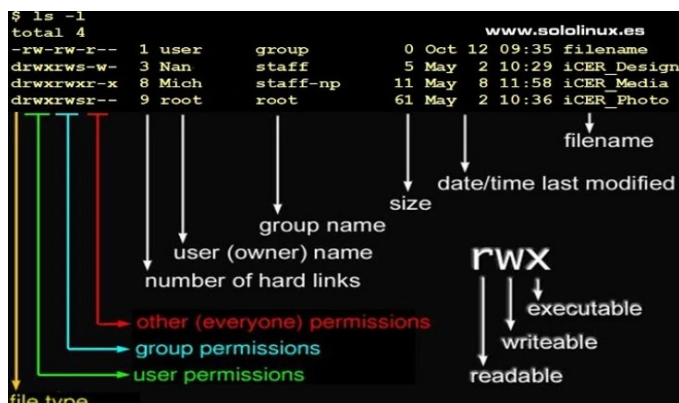 $ ls -l
total 4 www.sololinux.es
-rw-rw-r-- 1 user group 0 Oct 12 09:35 filename
drwxrws-w- 3 Nan staff 5 May 2 10:29 iCER_Design
drwxrwxr-x 8 Mich staff-np 11 May 8 11:58 iCER_Media
drwxrwsr-- 9 root root 61 May 2 10:36 iCER_Photo
filename
date/time last modified
size
group name
user (owner) name
number of hard links
rwx
executable
writeable
readable
other (everyone) permissions
group permissions
user permissions
file type